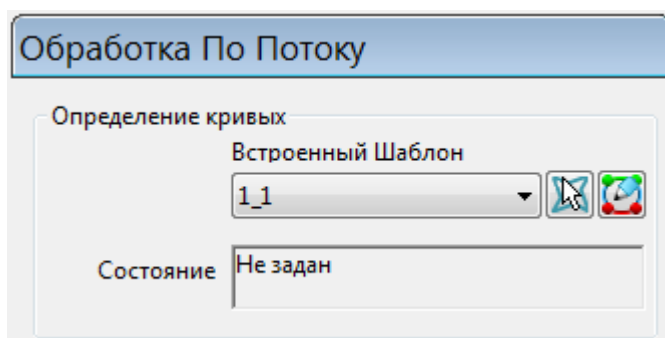 Обработка По Потоку
Определение кривых
Встроенный Шаблон
1_1
Состояние
Не задан